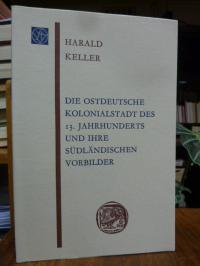 HARALD
KELLER
DIE OSTDEUTSCHE
KOLONIALSTADT DES
13. JAHRHUNDERTS
UND IHRE
SÜDLÄNDISCHEN
VORBILDER